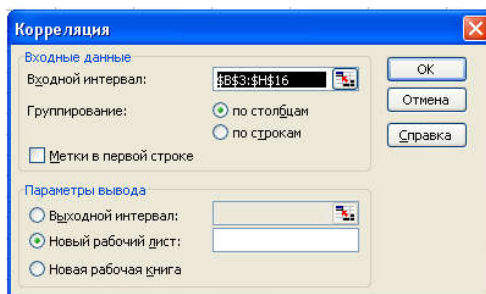 Корреляция
Входные данные
Входной интервал:
$B$3:$H$16
ОК
Группирование:
по столбцам
Отмена
по строкам
Справка
Метки в первой строке
Параметры вывода
Выходной интервал:
Новый рабочий лист:
Новая рабочая книга